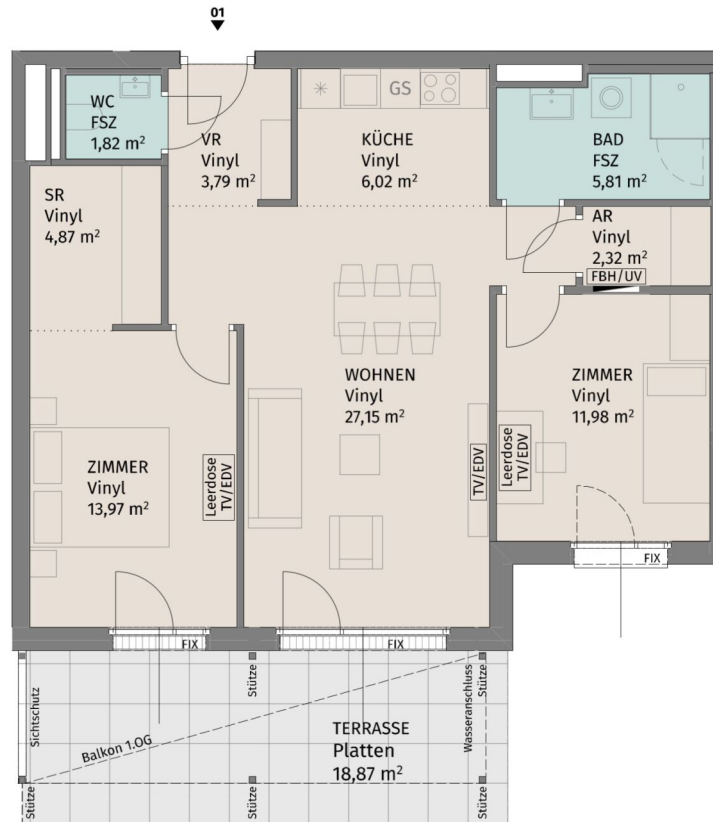 01
WC
FSZ
1,82 m²
VR
Vinyl
3,79 m²
GS
KÜCHE
Vinyl
6,02 m²
BAD
FSZ
5,81 m²
SR
Vinyl
4,87 m²
AR
Vinyl
2,32 m²
FBH/UV
WOHNEN
Vinyl
27,15 m²
ZIMMER
Vinyl
11,98 m²
ZIMMER
Vinyl
13,97 m²
Leerdose
TV/EDV
TV/EDV
Leerdose
TV/EDV
FIX
FIX
FIX
Sichtschutz
Stütze
Wasseranschluss
Stütze
Balkon 1.OG
TERRASSE
Platten
18,87 m²
Stütze
Stütze
Stütze